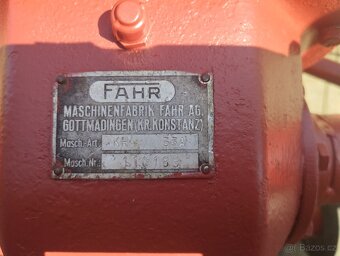 FAHR
MASCHINENFABRIK FAHR AG.
GOTTMADINGEN (KR.KONSTANZ)
Masch.-Art
Masch.Nr.
© Bazos.cz